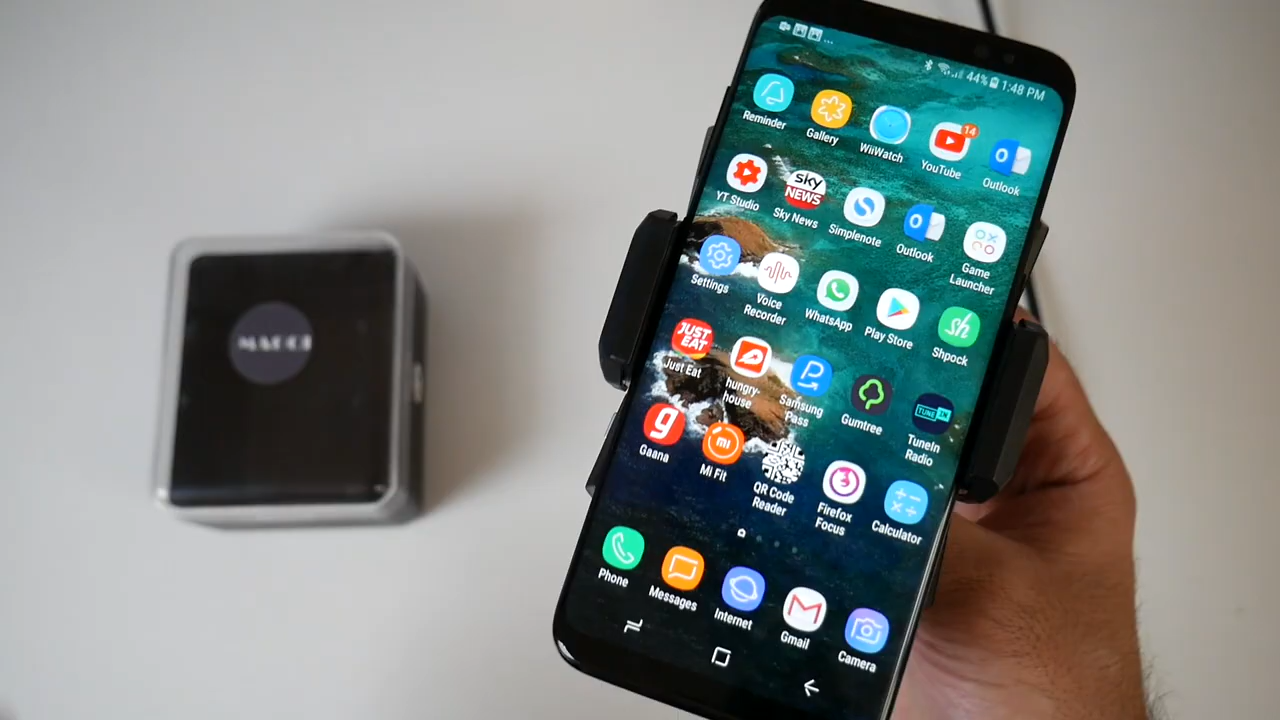 44% 1:48 PM
Reminder
Gallery
WiiWatch
14
YouTube
Outlook
YT Studio
sky
NEWS
Sky News
Simplenote
Outlook
Game
Launcher
Settings
Voice
Recorder
WhatsApp
Play Store
sh
Shpock
JUST
EAT
Just Eat
hungry-
house
Samsung
Pass
Gumtree
TUNE IN
TuneIn
Radio
g
Gaana
mi
Mi Fit
QR Code
Reader
Firefox
Focus
Calculator
Phone
Messages
Internet
Gmail
Camera